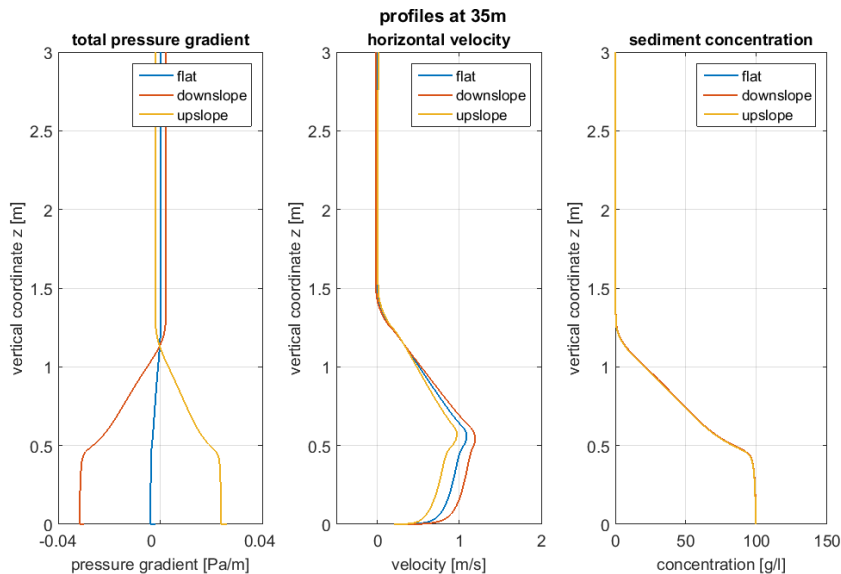 profiles at 35m
total pressure gradient
3
2.5
2
1.5
1
0.5
0
-0.04
0
0.04
vertical coordinate z [m]
pressure gradient [Pa/m]
flat
downslope
upslope
horizontal velocity
3
2.5
2
1.5
1
0.5
0
0
1
2
vertical coordinate z [m]
velocity [m/s]
flat
downslope
upslope
sediment concentration
3
2.5
2
1.5
1
0.5
0
0
50
100
150
vertical coordinate z [m]
concentration [g/l]
flat
downslope
upslope